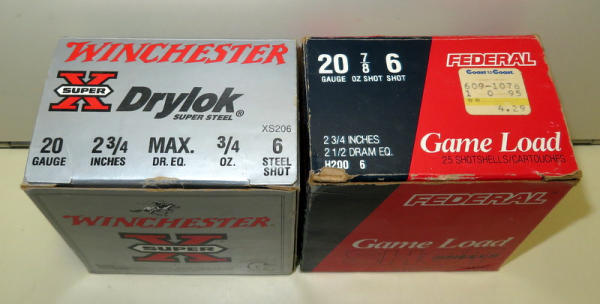 WINCHESTER
SUPER X
Drylok®
SUPER STEEL
XS206
20 2 3/4 MAX. 3/4 6
GAUGE INCHES DR. EQ. OZ. STEEL
SHOT
WINCHESTER
SUPER X
20 7/8 6
GAUGE OZ SHOT SHOT
FEDERAL
Coast to Coast
609-1078
1 0 95
4.29
2 3/4 INCHES
2 1/2 DRAM EQ.
H200 6
Game Load
25 SHOTSHELLS/CARTOUCHES
FEDERAL
Game Load